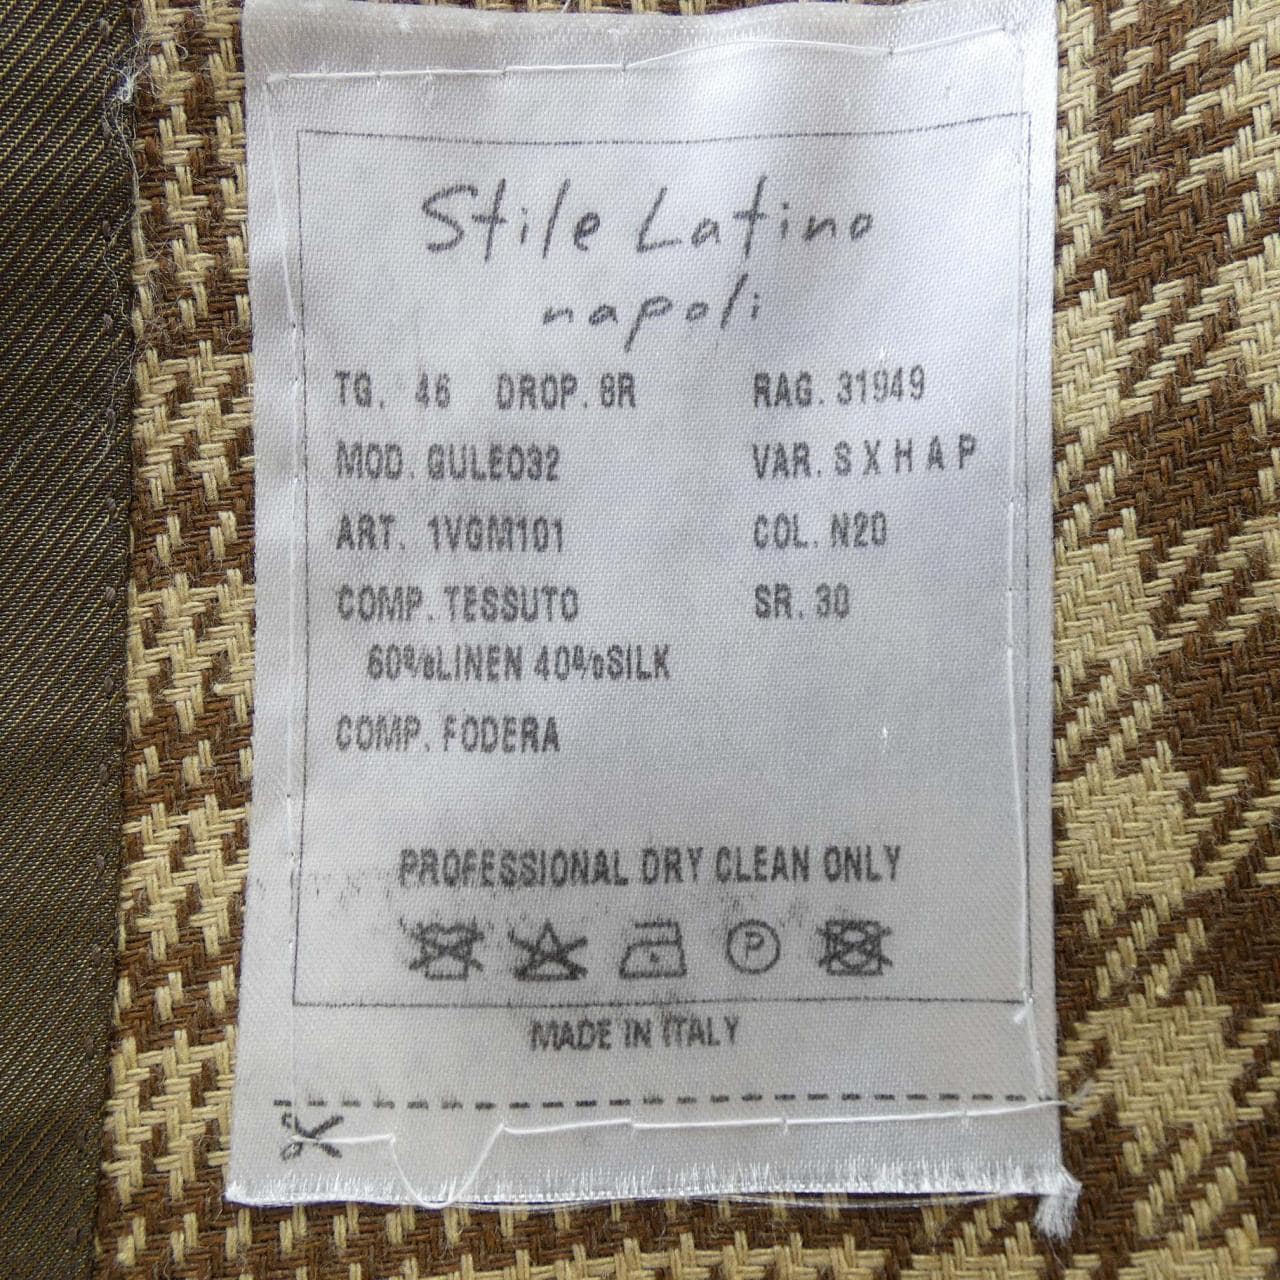 Stile Latino
napoli
TG. 46 DROP. 8R RAG. 31949
MOD. GULEO32 VAR. S X H A P
ART. 1VGM101 COL. N20
COMP. TESSUTO SR. 30
60%LINEN 40%SILK
COMP. FODERA
PROFESSIONAL DRY CLEAN ONLY
P
MADE IN ITALY